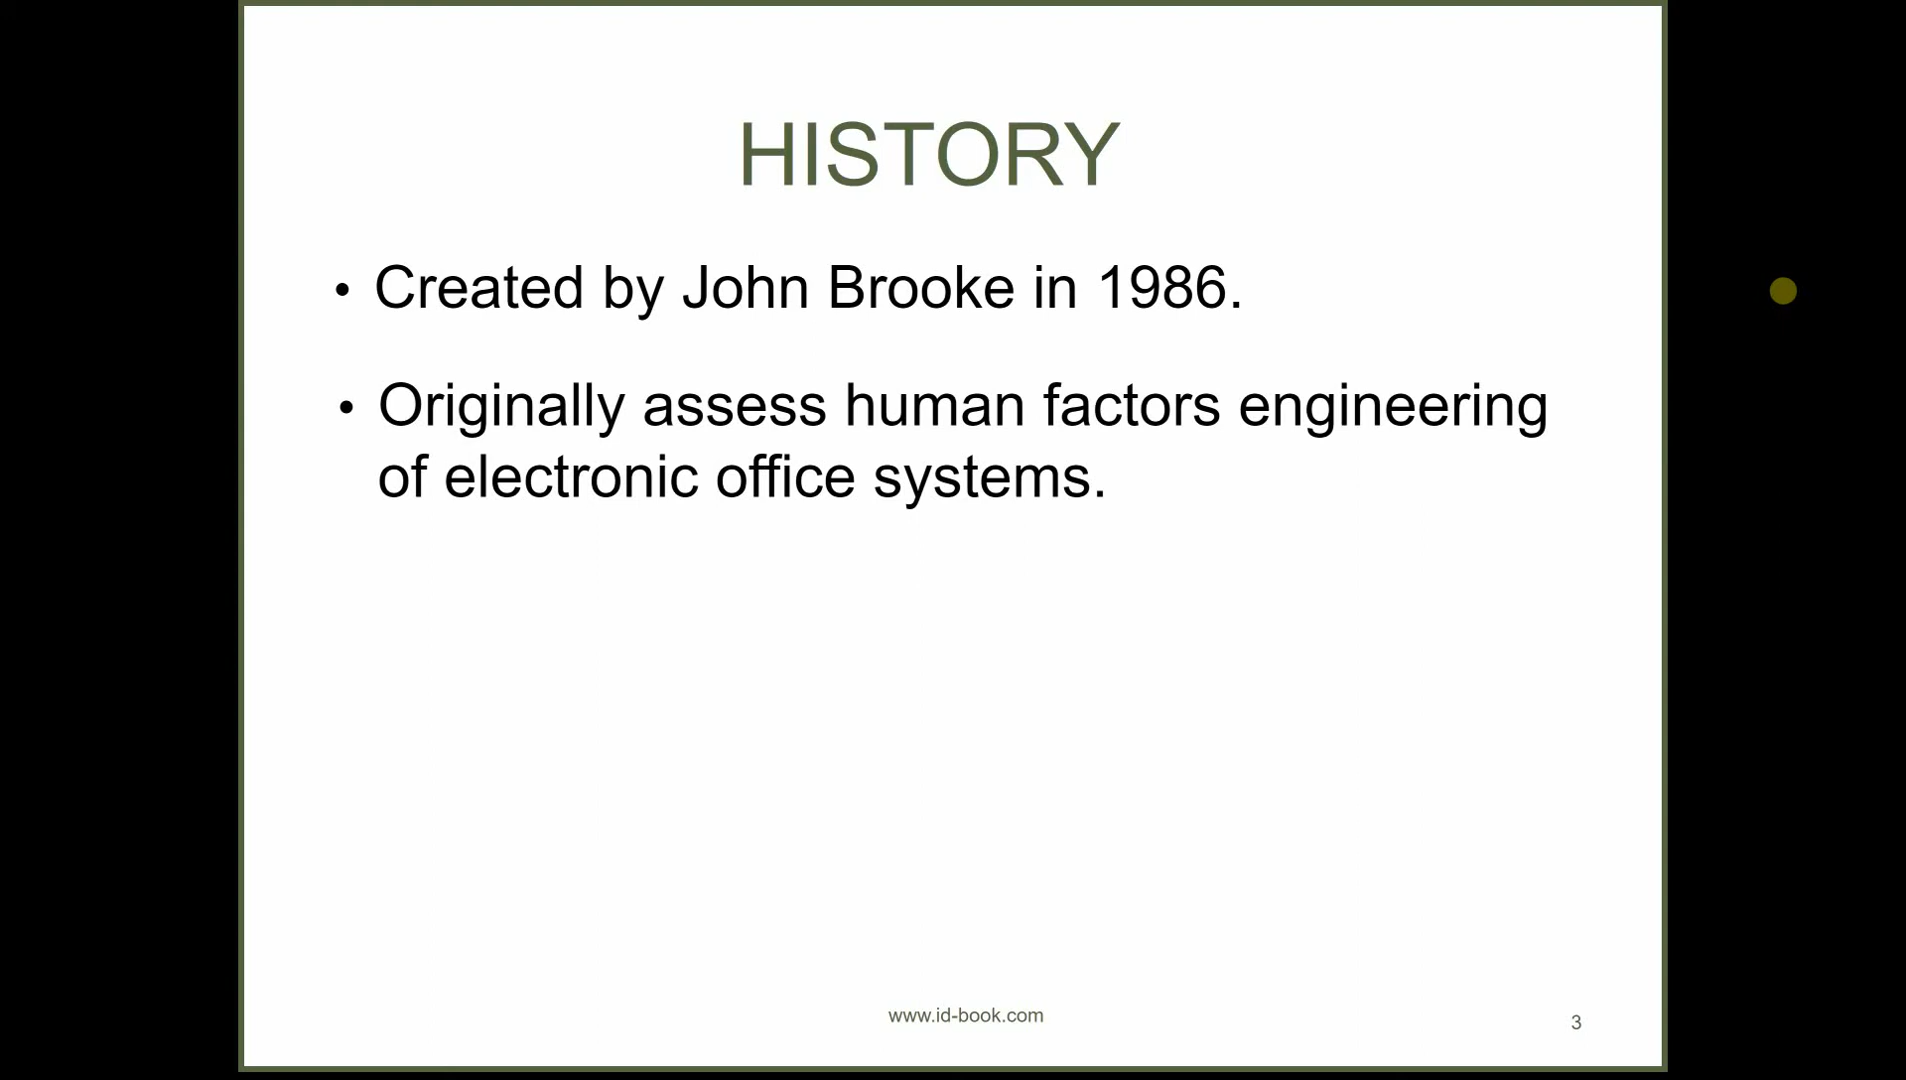 HISTORY
• Created by John Brooke in 1986.
• Originally assess human factors engineering
of electronic office systems.
www.id-book.com
3